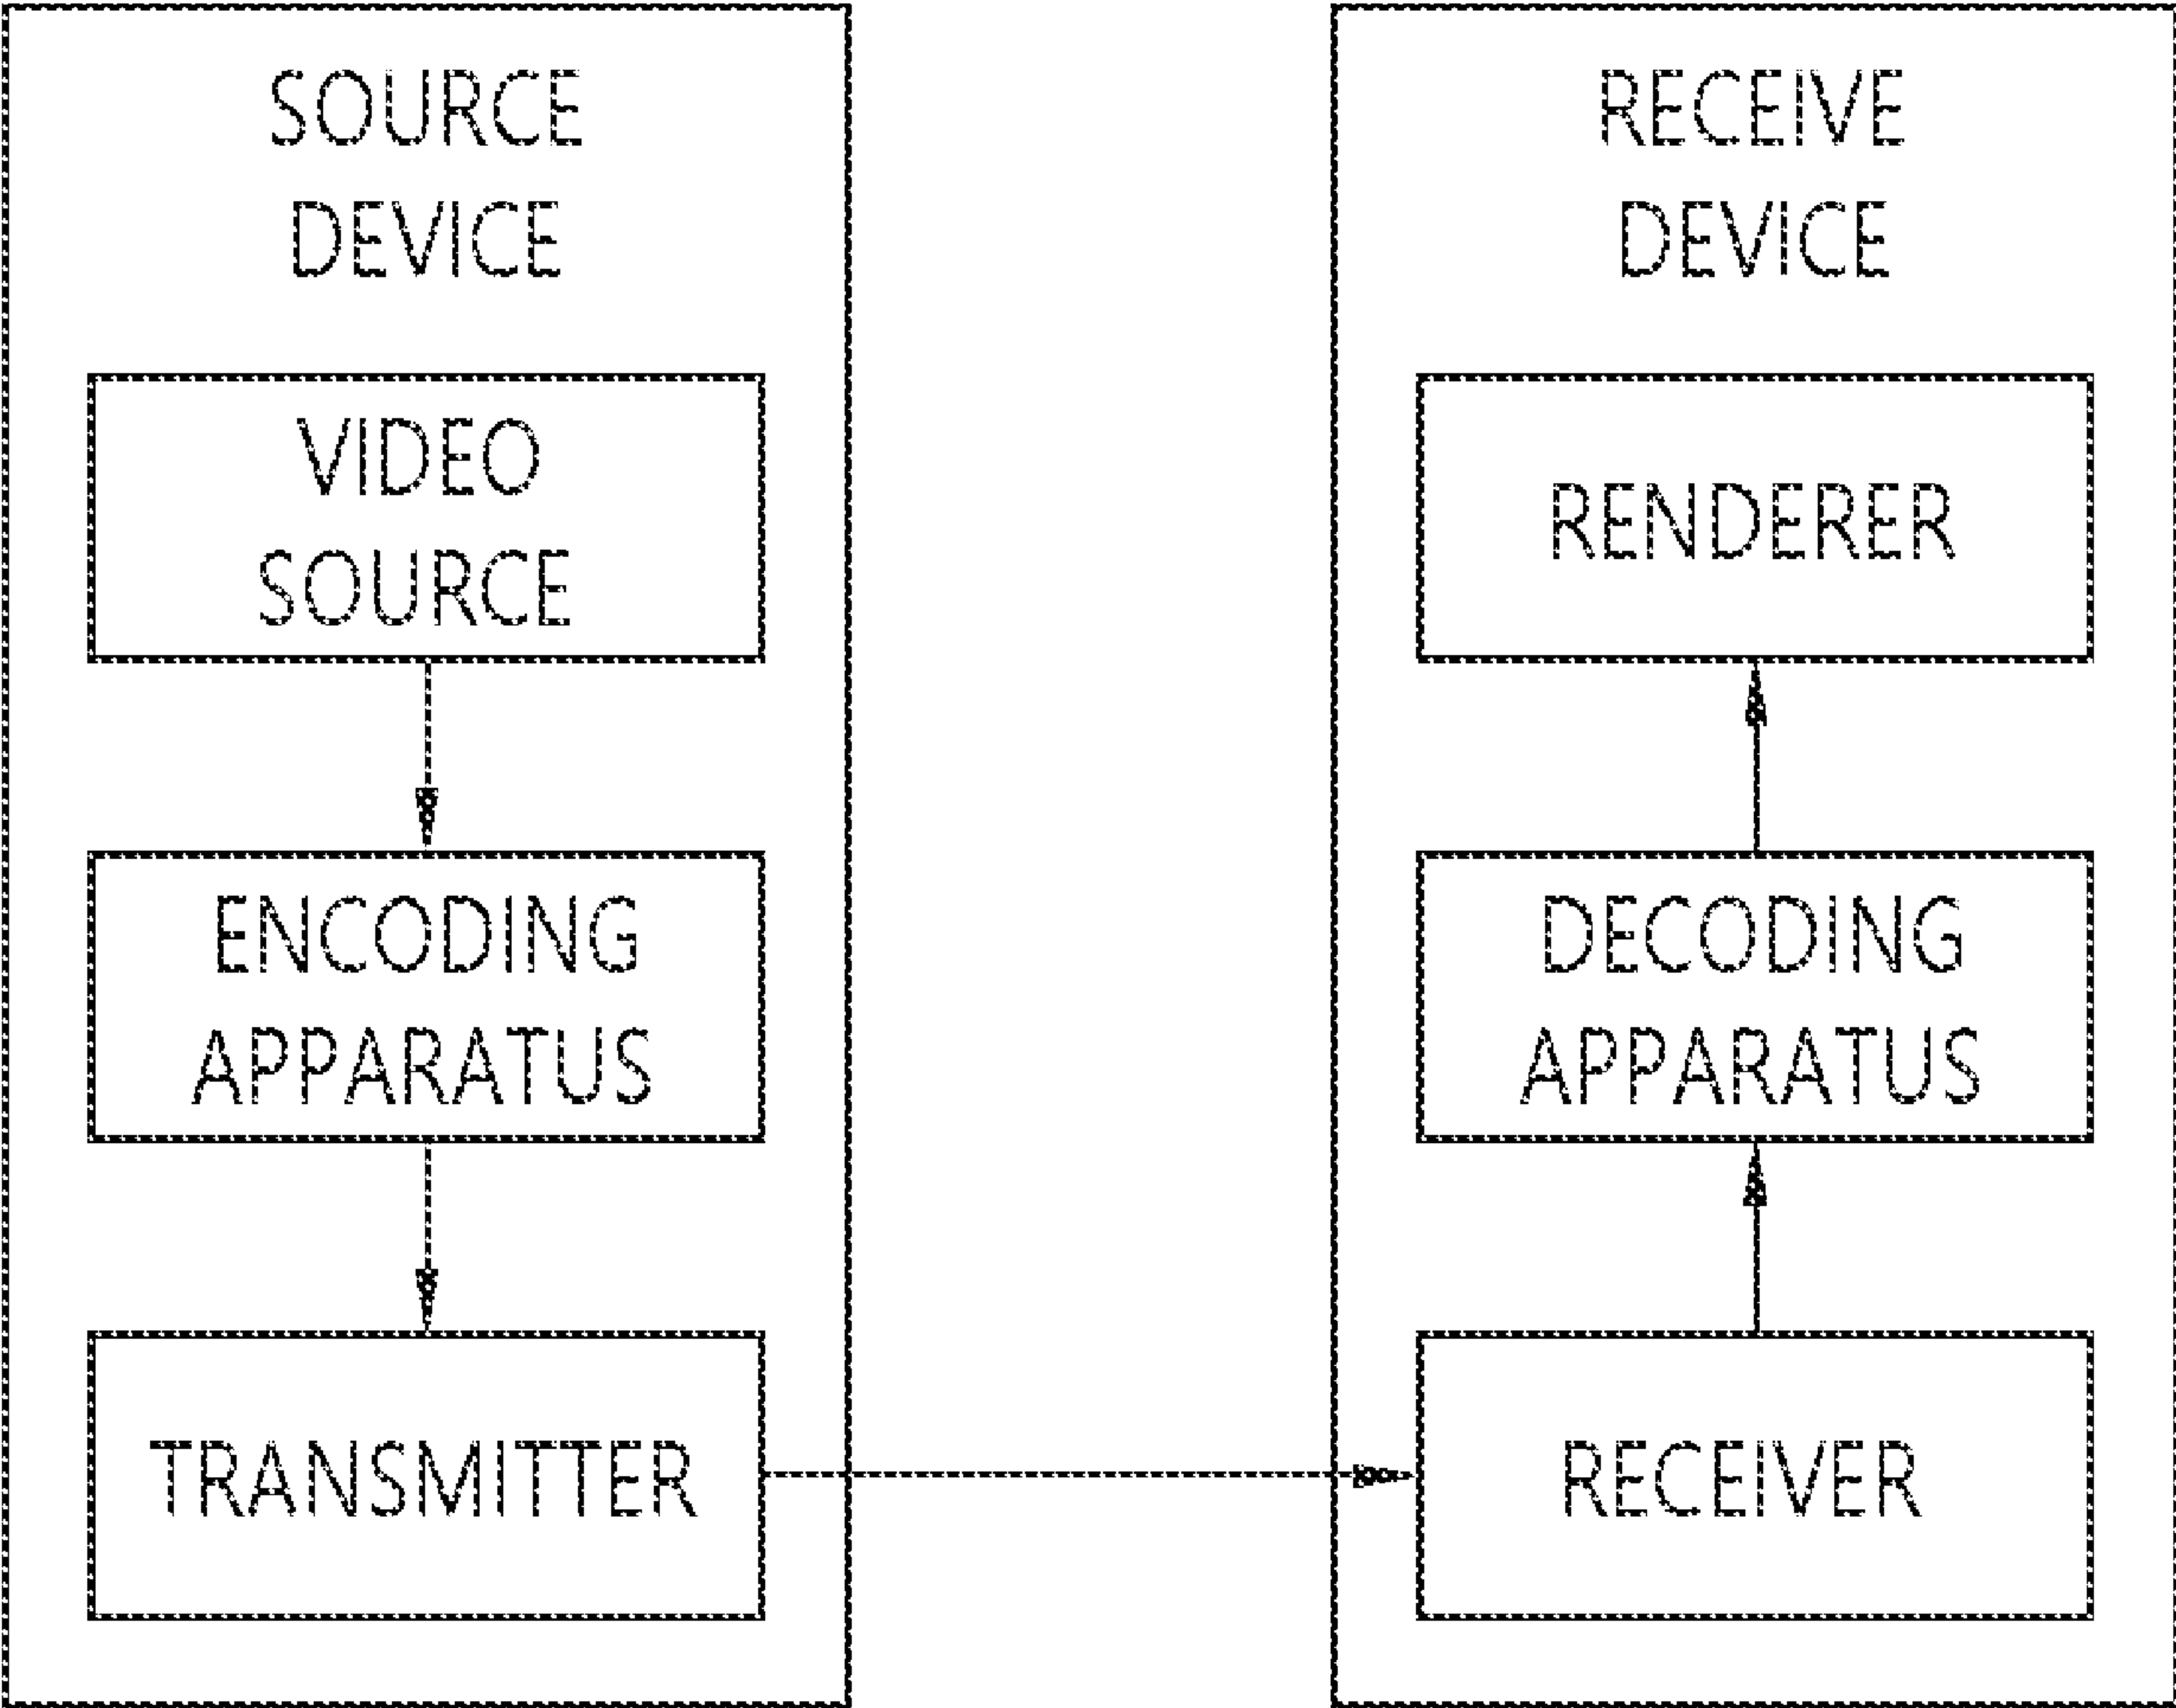 SOURCE
DEVICE
VIDEO
SOURCE
ENCODING
APPARATUS
TRANSMITTER
RECEIVE
DEVICE
RENDERER
DECODING
APPARATUS
RECEIVER